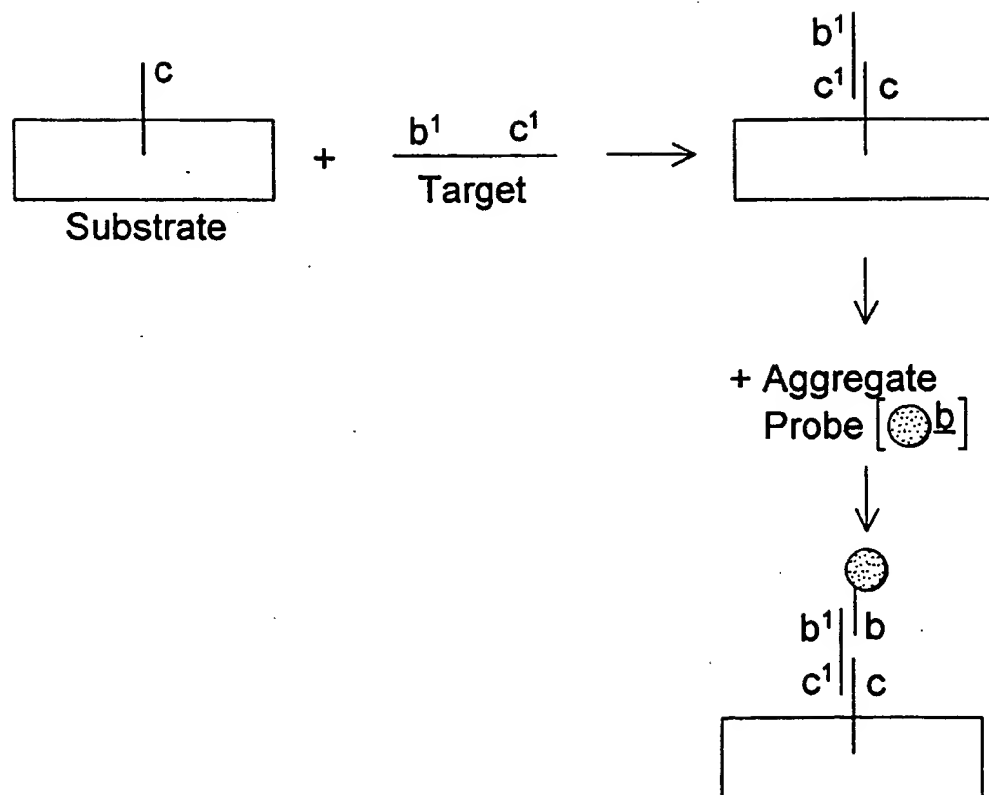 c
Substrate
+
b¹ c¹
Target
b¹
c¹ c
+ Aggregate
Probe [b]
b¹ b
c¹ c